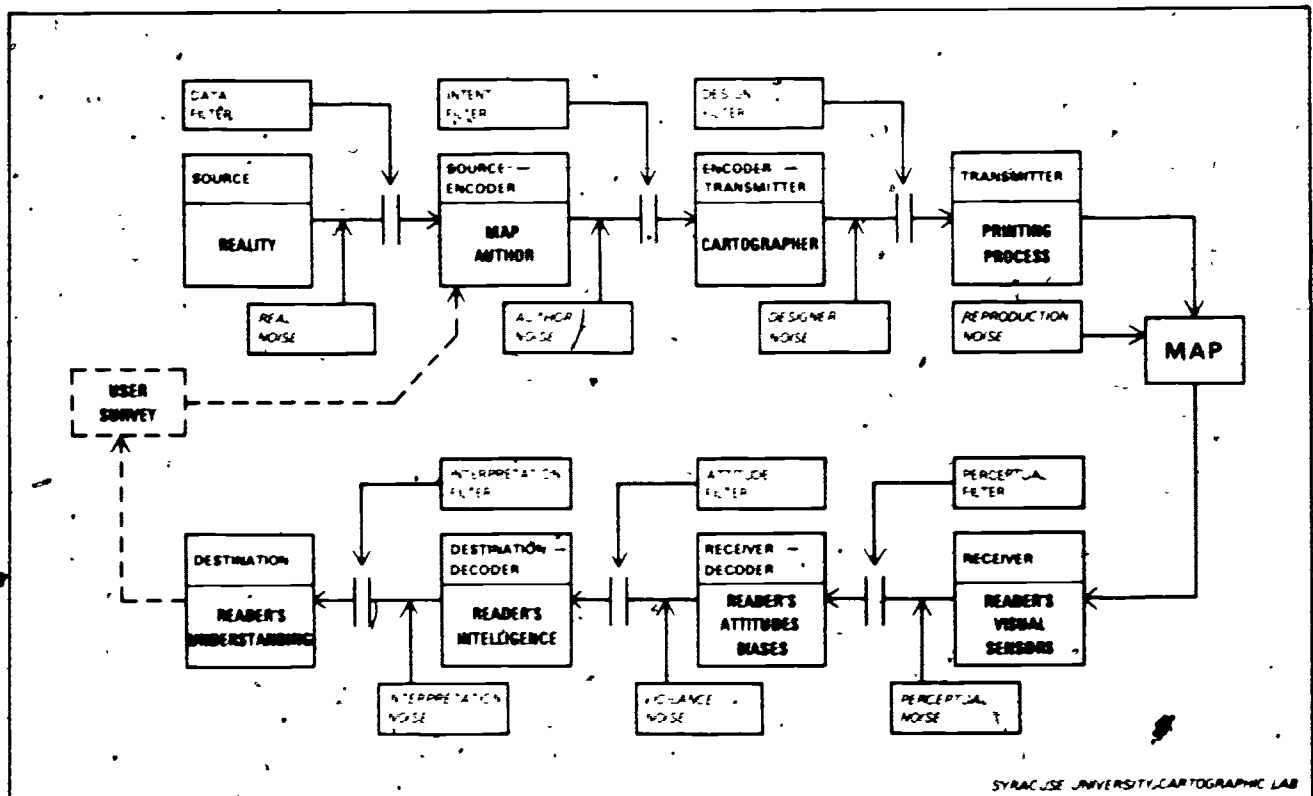 DATA
FILTER
INTENT
FILTER
DESIGN
FILTER
SOURCE
REALITY
SOURCE —
ENCODER
MAP
AUTHOR
ENCODER —
TRANSMITTER
CARTOGRAPHER
TRANSMITTER
PRINTING
PROCESS
REAL
NOISE
AUTHOR
NOISE
DESIGNER
NOISE
REPRODUCTION
NOISE
MAP
USER
SURVEY
INTERPRETATION
FILTER
ATTITUDE
FILTER
PERCEPTUAL
FILTER
DESTINATION
READER'S
UNDERSTANDING
DESTINATION —
DECODER
READER'S
INTELLIGENCE
RECEIVER —
DECODER
READER'S
ATTITUDES
BIASES
RECEIVER
READER'S
VISUAL
SENSORS
INTERPRETATION
NOISE
VIGILANCE
NOISE
PERCEPTUAL
NOISE
SYRACUSE UNIVERSITY CARTOGRAPHIC LAB